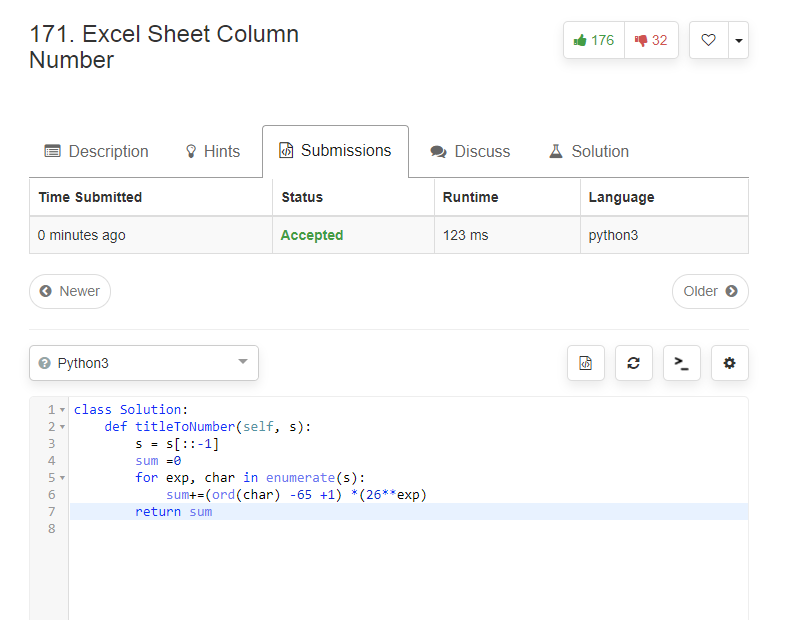 171. Excel Sheet Column
Number
176 32
Description Hints Submissions Discuss Solution
Time Submitted Status Runtime Language
0 minutes ago Accepted 123 ms python3
Newer Older
Python3
1 class Solution:
2     def titleToNumber(self, s):
3         s = s[::-1]
4         sum =0
5         for exp, char in enumerate(s):
6             sum+=(ord(char) -65 +1) *(26**exp)
7         return sum
8